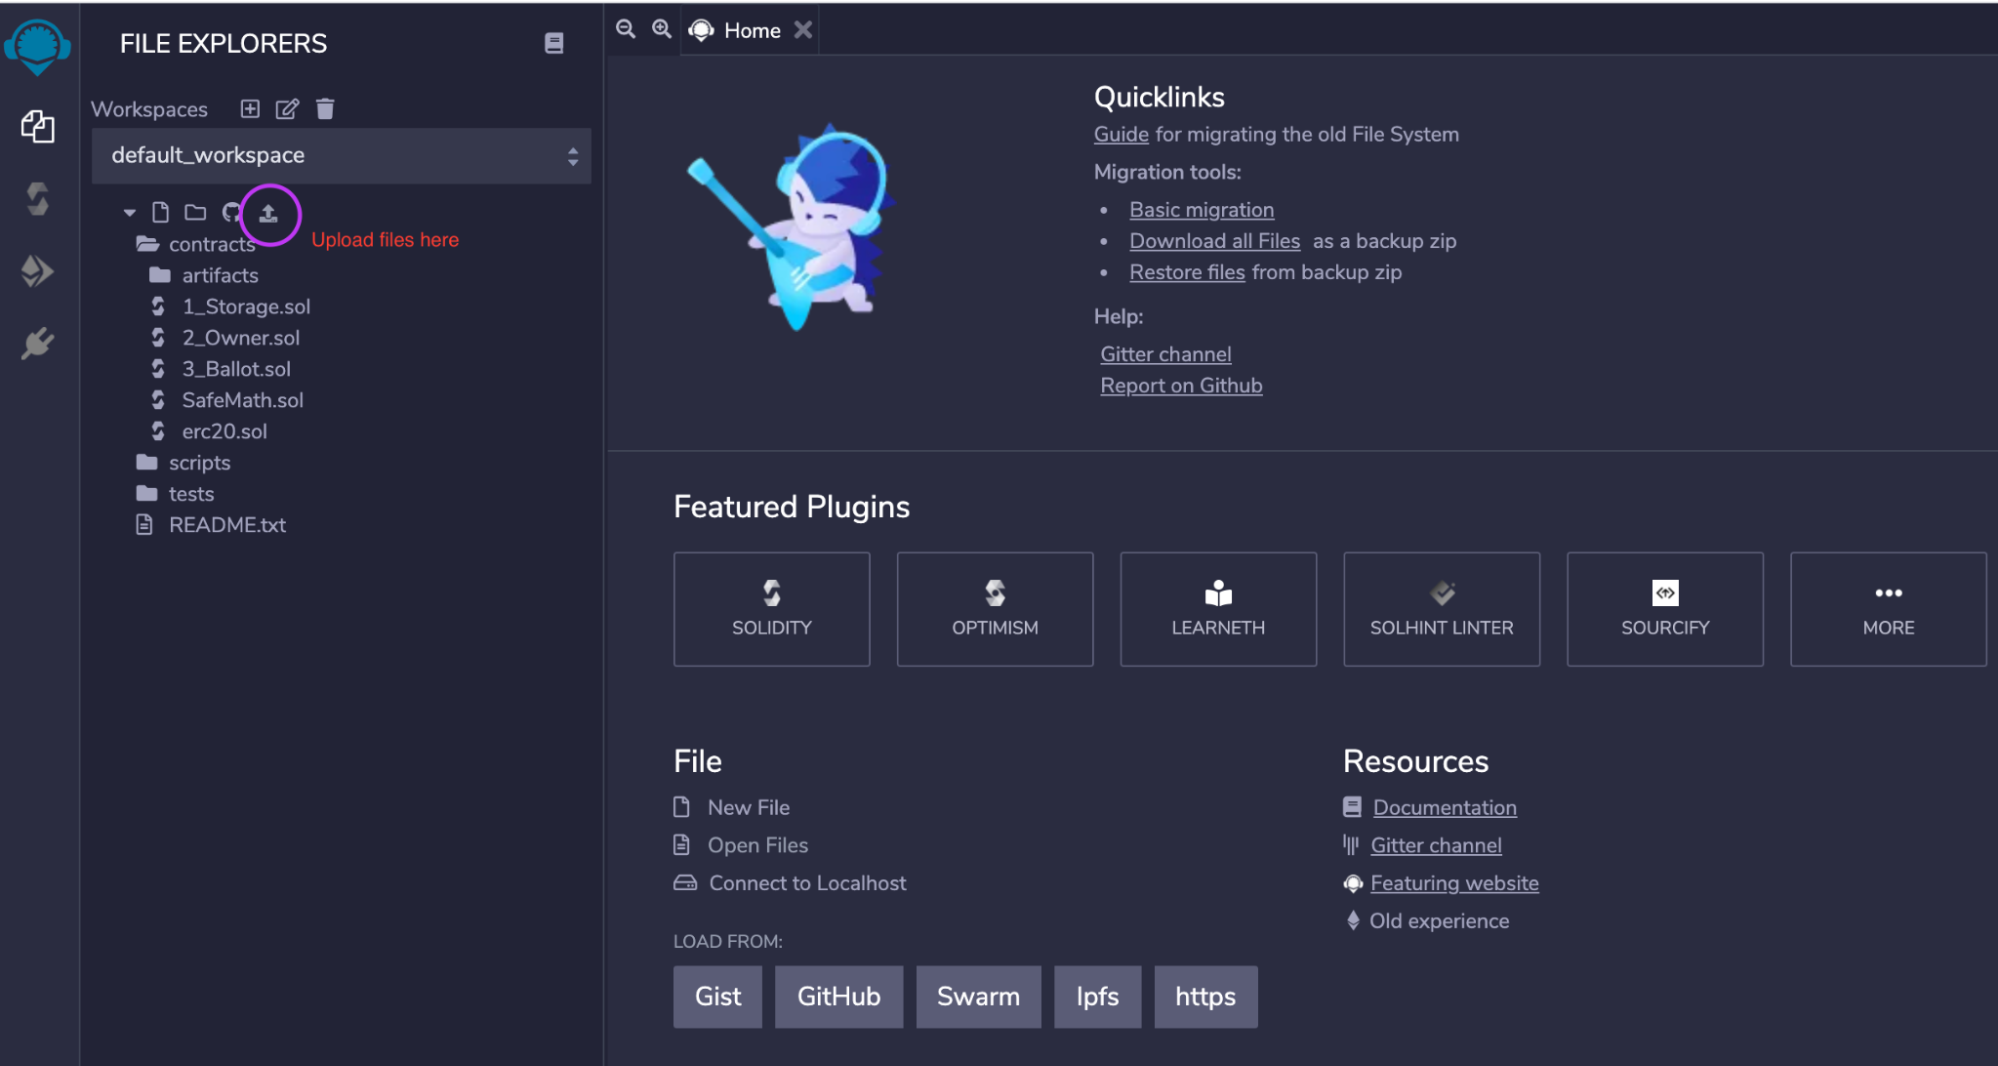 FILE EXPLORERS
Workspaces
default_workspace
Upload files here
contracts
artifacts
1_Storage.sol
2_Owner.sol
3_Ballot.sol
SafeMath.sol
erc20.sol
scripts
tests
README.txt
Home
Quicklinks
Guide for migrating the old File System
Migration tools:
• Basic migration
• Download all Files as a backup zip
• Restore files from backup zip
Help:
Gitter channel
Report on Github
Featured Plugins
SOLIDITY
OPTIMISM
LEARNETH
SOLHINT LINTER
SOURCIFY
MORE
File
New File
Open Files
Connect to Localhost
LOAD FROM:
Gist
GitHub
Swarm
Ipfs
https
Resources
Documentation
Gitter channel
Featuring website
Old experience